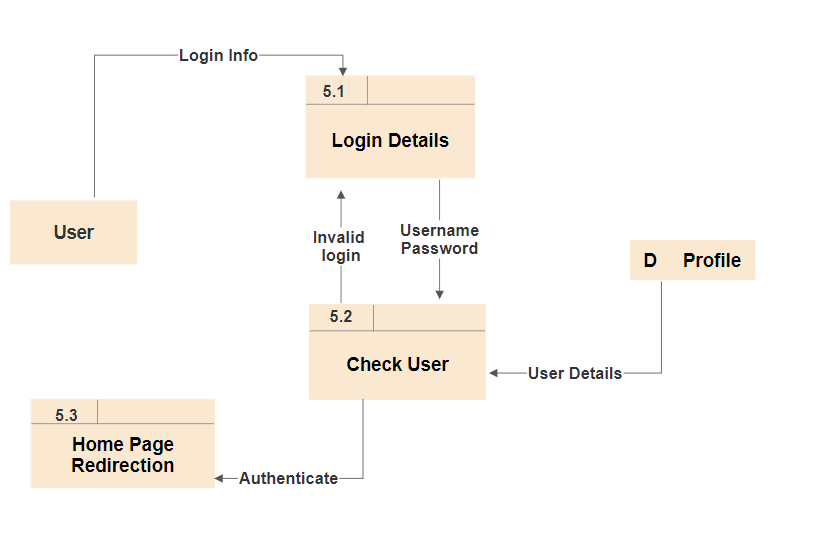 Login Info
5.1
Login Details
User
Invalid
login
Username
Password
D Profile
5.2
Check User
User Details
5.3
Home Page
Redirection
Authenticate